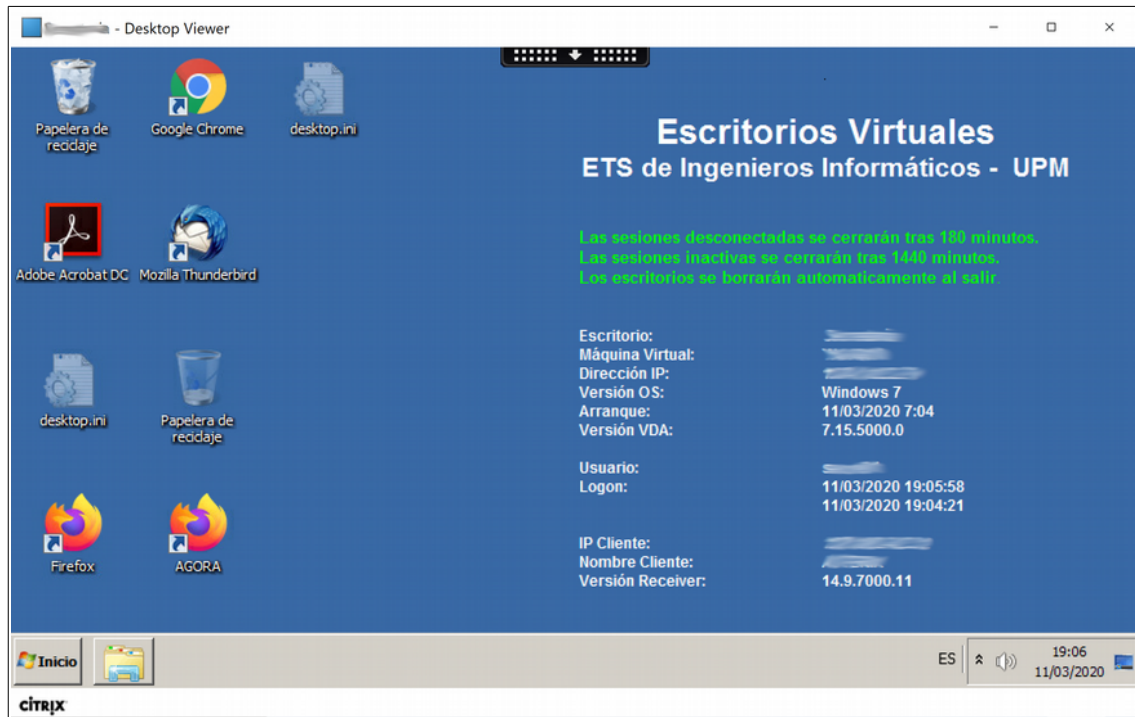 - Desktop Viewer
Papelera de
reciclaje
Google Chrome
desktop.ini
Adobe Acrobat DC
Mozilla Thunderbird
desktop.ini
Papelera de
reciclaje
Firefox
AGORA
Escritorios Virtuales
ETS de Ingenieros Informáticos - UPM
Las sesiones desconectadas se cerrarán tras 180 minutos.
Las sesiones inactivas se cerrarán tras 1440 minutos.
Los escritorios se borrarán automaticamente al salir.
Escritorio:
Máquina Virtual:
Dirección IP:
Versión OS: Windows 7
Arranque: 11/03/2020 7:04
Versión VDA: 7.15.5000.0
Usuario:
Logon: 11/03/2020 19:05:58
11/03/2020 19:04:21
IP Cliente:
Nombre Cliente:
Versión Receiver: 14.9.7000.11
Inicio
ES
19:06
11/03/2020
CİTRIX